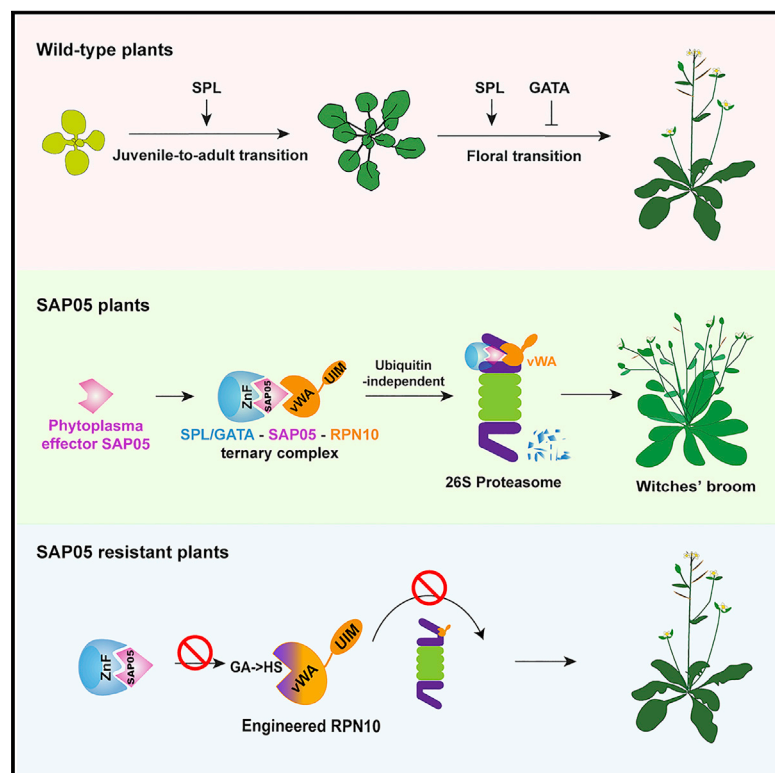 Wild-type plants
SPL
Juvenile-to-adult transition
SPL GATA
Floral transition
SAP05 plants
Phytoplasma
effector SAP05
ZnF
SAP05
vWA
UIM
SPL/GATA - SAP05 - RPN10
ternary complex
Ubiquitin
-independent
vWA
26S Proteasome
Witches' broom
SAP05 resistant plants
ZnF
SAP05
GA->HS
vWA
UIM
Engineered RPN10